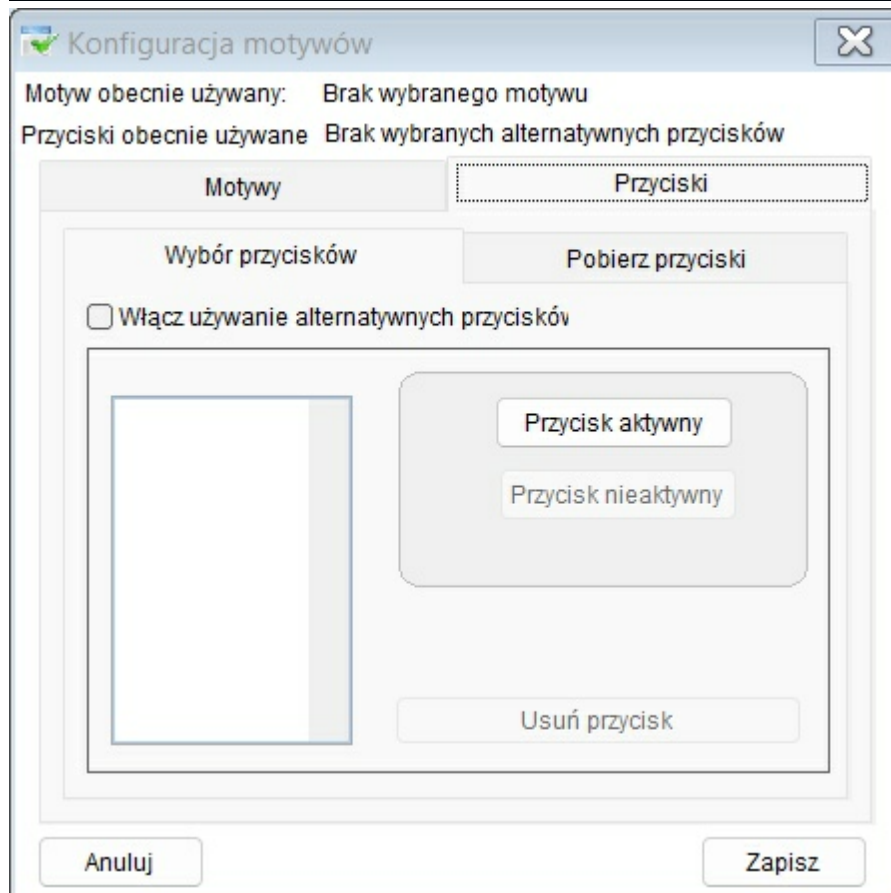 Konfiguracja motywów
Motyw obecnie używany: Brak wybranego motywu
Przyciski obecnie używane Brak wybranych alternatywnych przycisków
Motywy Przyciski
Wybór przycisków Pobierz przyciski
Włącz używanie alternatywnych przycisków
Przycisk aktywny
Przycisk nieaktywny
Usuń przycisk
Anuluj Zapisz